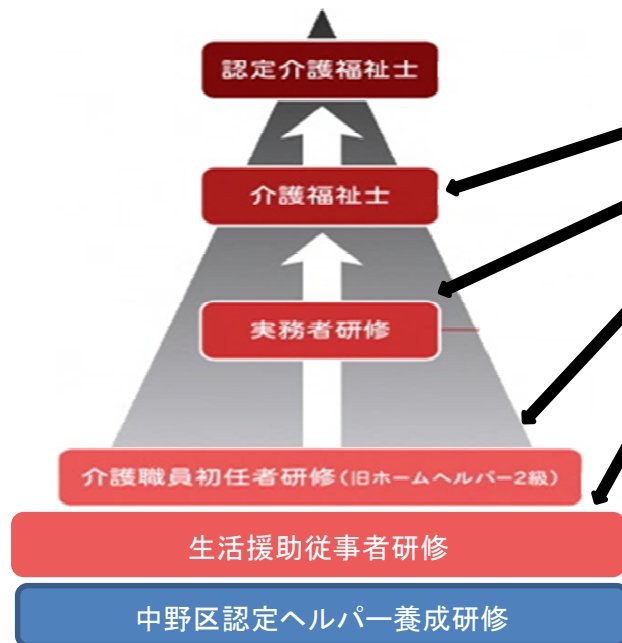 認定介護福祉士
介護福祉士
実務者研修
介護職員初任者研修(旧ホームヘルパー2級)
生活援助従事者研修
中野区認定ヘルパー養成研修